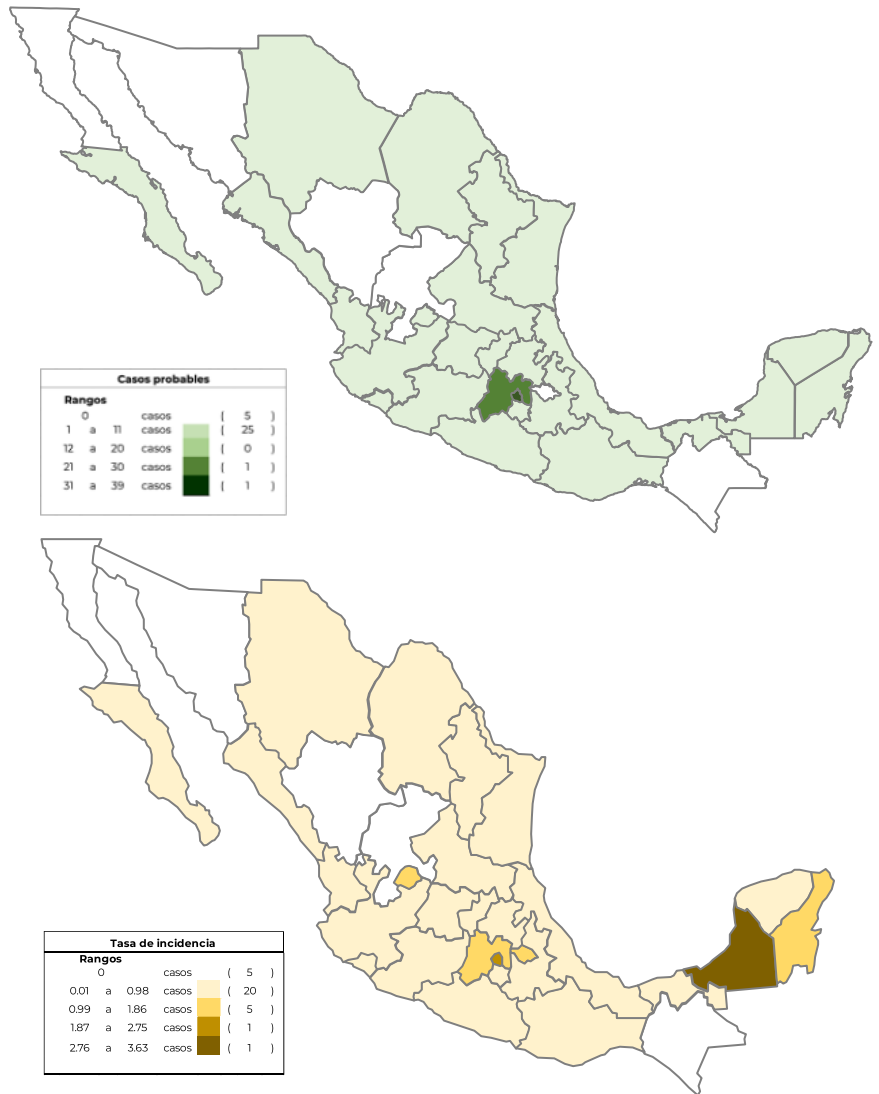 Casos probables
Rangos
0 casos ( 5 )
1 a 11 casos ( 25 )
12 a 20 casos ( 0 )
21 a 30 casos ( 1 )
31 a 39 casos ( 1 )
Tasa de incidencia
Rangos
0 casos ( 5 )
0.01 a 0.98 casos ( 20 )
0.99 a 1.86 casos ( 5 )
1.87 a 2.75 casos ( 1 )
2.76 a 3.63 casos ( 1 )